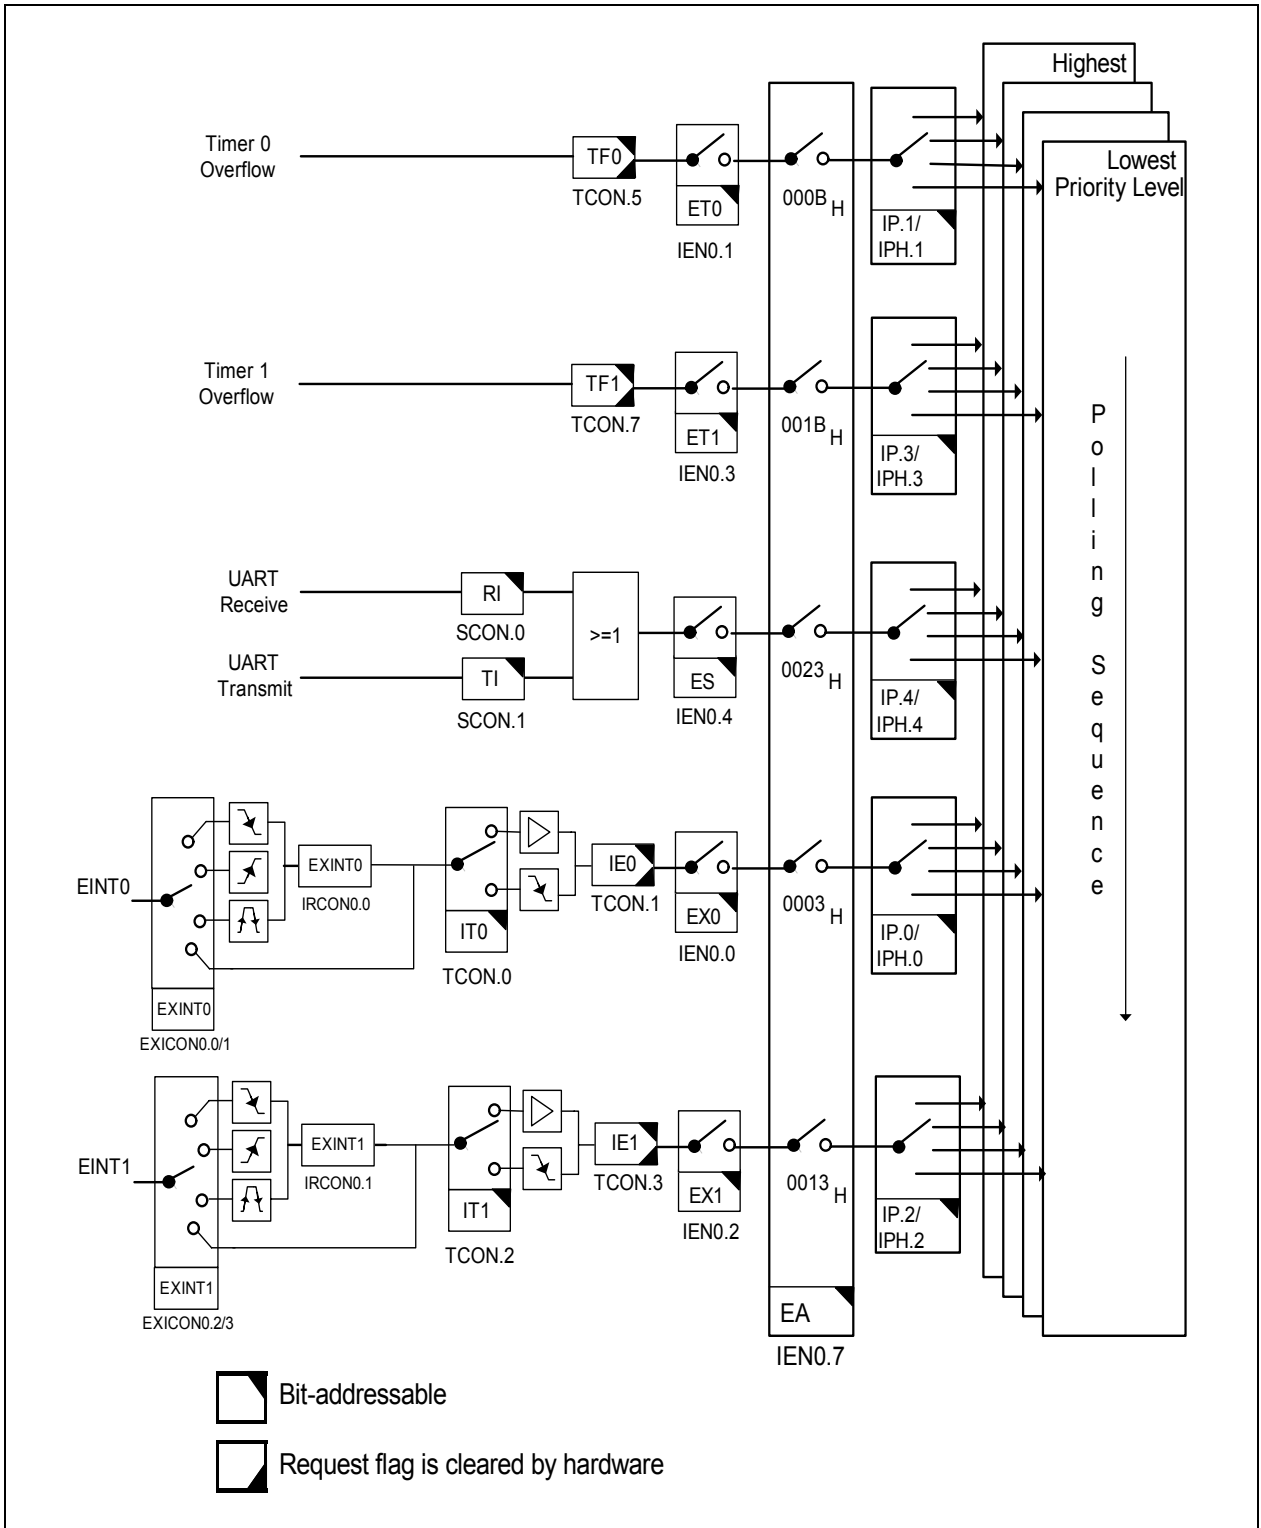 Highest
Lowest
Priority Level
Timer 0
Overflow
TF0
TCON.5
ET0
IEN0.1
000B H
IP.1/
IPH.1
Timer 1
Overflow
TF1
TCON.7
ET1
IEN0.3
001B H
IP.3/
IPH.3
UART
Receive
RI
SCON.0
UART
Transmit
TI
SCON.1
>=1
ES
IEN0.4
0023 H
IP.4/
IPH.4
EINT0
EXINT0
EXICON0.0/1
EXINT0
IRCON0.0
IT0
TCON.0
IE0
TCON.1
EX0
IEN0.0
0003 H
IP.0/
IPH.0
EINT1
EXINT1
EXICON0.2/3
EXINT1
IRCON0.1
IT1
TCON.2
IE1
TCON.3
EX1
IEN0.2
0013 H
IP.2/
IPH.2
EA
IEN0.7
Polling Sequence
Bit-addressable
Request flag is cleared by hardware